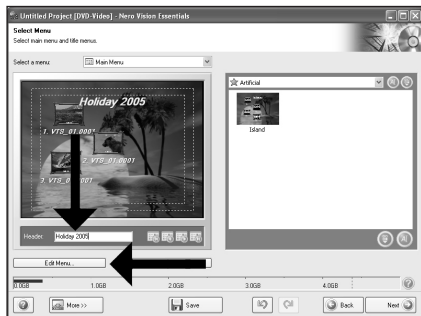 Untitled Project [DVD-Video] - Nero Vision Essentials
Select Menu
Select main menu and title menus.
Select a menu:
Main Menu
Artificial
Holiday 2005
Island
1. VTS_01.000
2. VTS_01.0001
3. VTS_
001
Header:
Holiday 2005
Edit Menu...
0.0GB 1.0GB 2.0GB 3.0GB 4.0GB
More >> Save Back Next